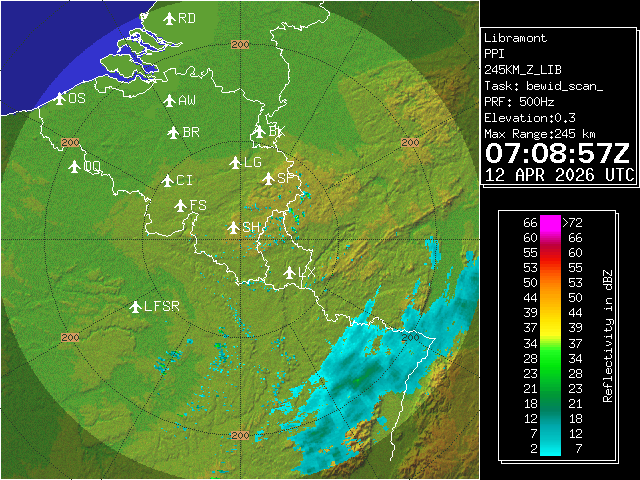 RD
200
OS
AW
BR
BK
200
200
OO
LG
CI
SP
FS
SH
LX
LFSR
200
200
200
Libramont
PPI
245KM_Z_LIB
Task: bewid_scan_
PRF: 500Hz
Elevation:0.3
Max Range:245 km
07:08:57Z
12 APR 2026 UTC
66 >72
60 66
55 60
53 55
50 53
44 50
39 44
37 39
34 37
28 34
23 28
21 23
18 21
12 18
7 12
2 7
Reflectivity in dBZ